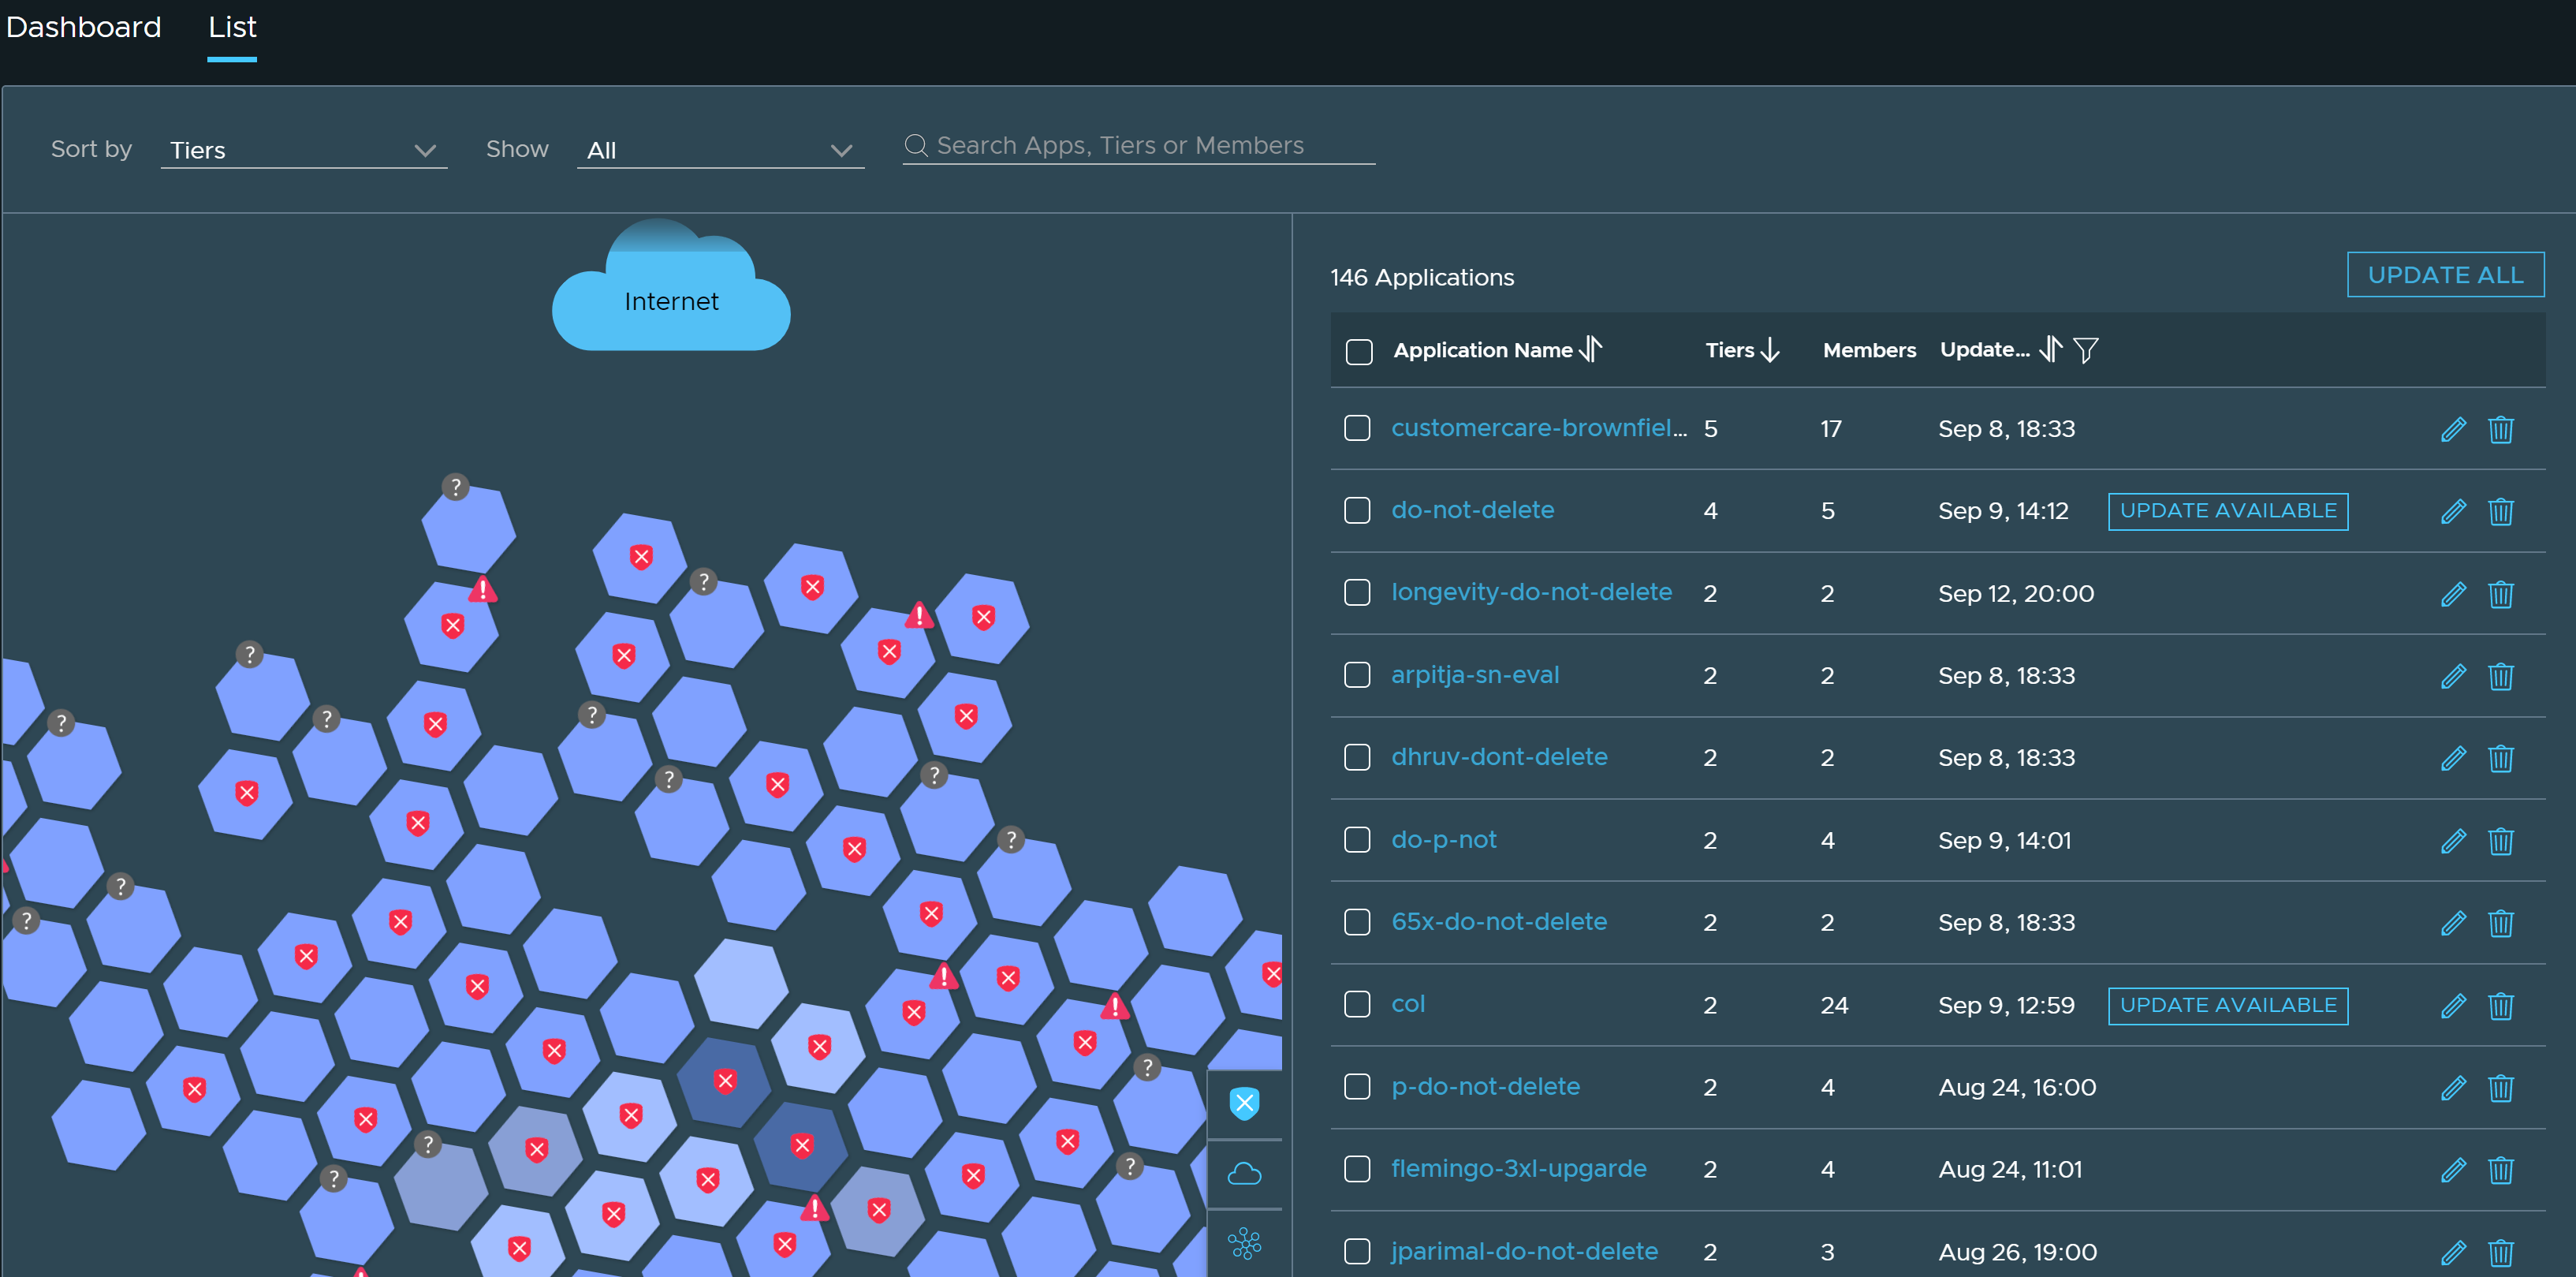 Dashboard List
Sort by Tiers Show All Search Apps, Tiers or Members
Internet
146 Applications UPDATE ALL
Application Name Tiers Members Update...
customercare-brownfiel... 5 17 Sep 8, 18:33
do-not-delete 4 5 Sep 9, 14:12 UPDATE AVAILABLE
longevity-do-not-delete 2 2 Sep 12, 20:00
arpitja-sn-eval 2 2 Sep 8, 18:33
dhruv-dont-delete 2 2 Sep 8, 18:33
do-p-not 2 4 Sep 9, 14:01
65x-do-not-delete 2 2 Sep 8, 18:33
col 2 24 Sep 9, 12:59 UPDATE AVAILABLE
p-do-not-delete 2 4 Aug 24, 16:00
flemingo-3xl-upgarde 2 4 Aug 24, 11:01
jparimal-do-not-delete 2 3 Aug 26, 19:00